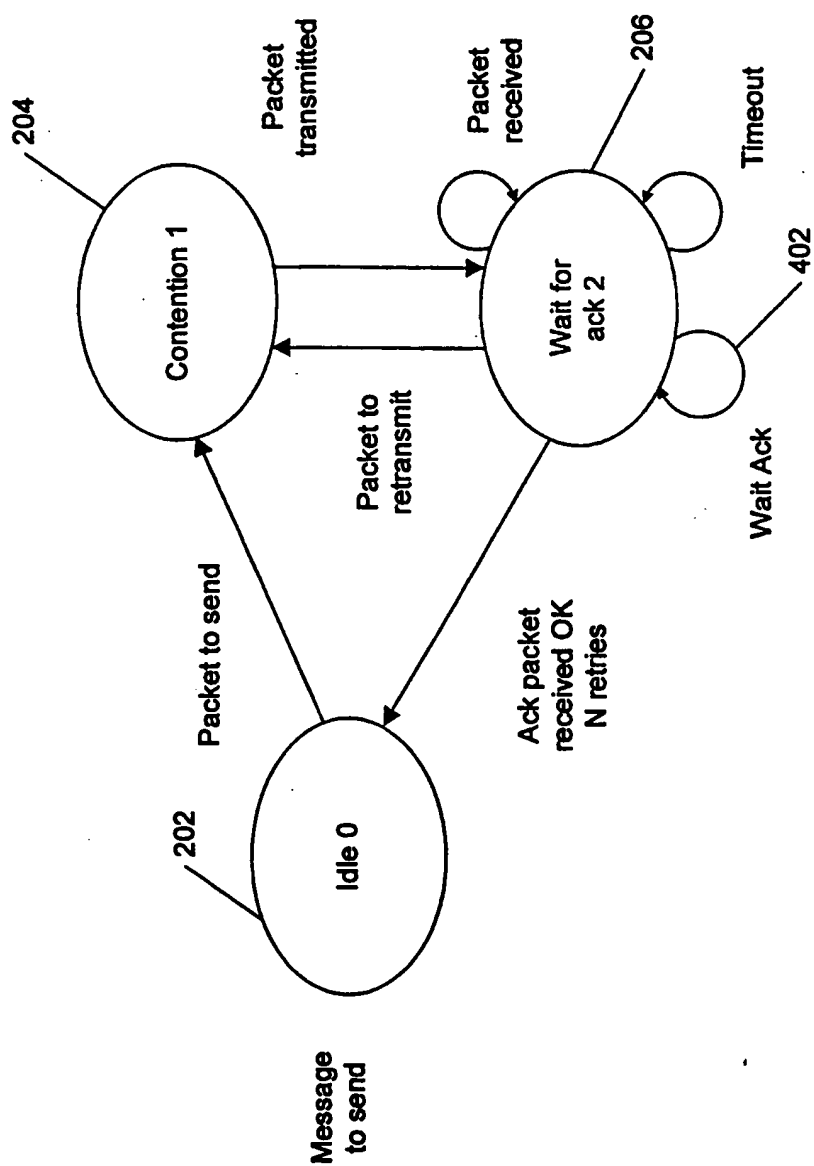 204
Contention 1
Packet
transmitted
Packet to send
Packet to
retransmit
Packet
received
206
202
Idle 0
Wait for
ack 2
Message
to send
Ack packet
received OK
N retries
Wait Ack
402
Timeout